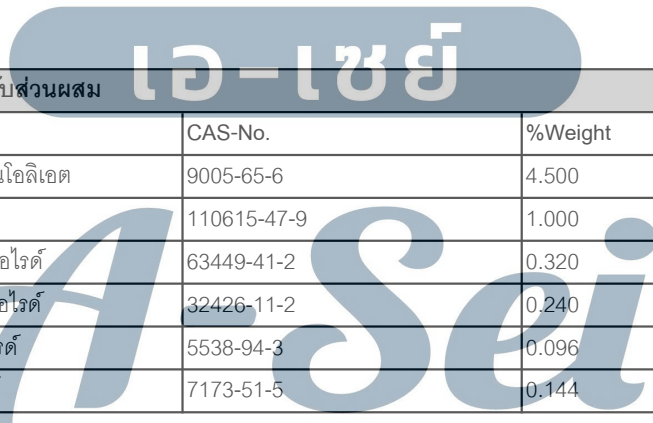 เอ–เซย์
บส่วนผสม
CAS-No. %Weight
นโอลิเอต 9005-65-6 4.500
110615-47-9 1.000
อไรด์ 63449-41-2 0.320
อไรด์ 32426-11-2 0.240
รด์ 5538-94-3 0.096
7173-51-5 0.144
A-Sei